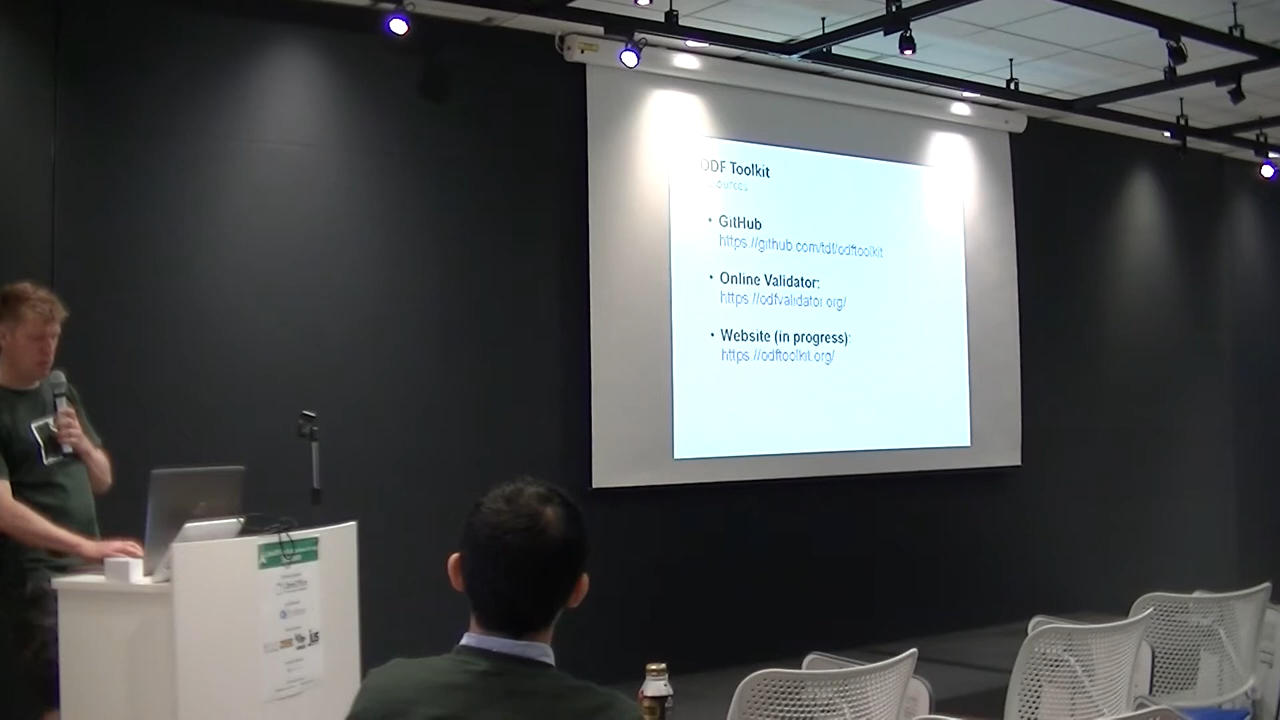 ODF Toolkit
• GitHub
https://github.com/tdf/odftoolkit
• Online Validator:
https://odfvalidator.org/
• Website (in progress):
https://odftoolkit.org/